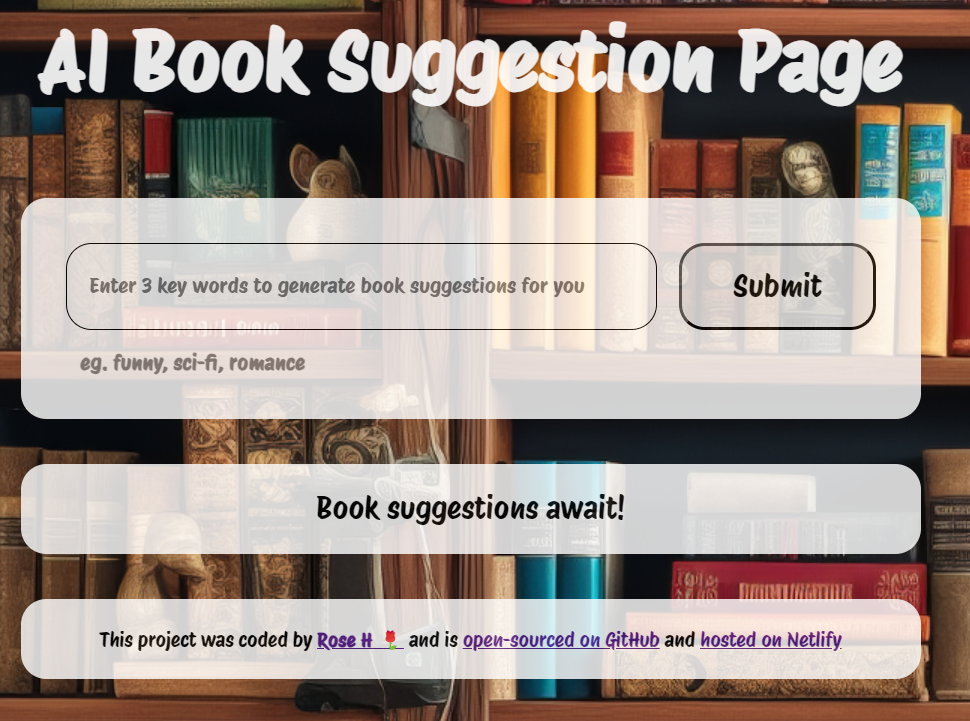 AI Book Suggestion Page
Enter 3 key words to generate book suggestions for you
Submit
eg. funny, sci-fi, romance
Book suggestions await!
This project was coded by Rose H 🌷 and is open-sourced on GitHub and hosted on Netlify